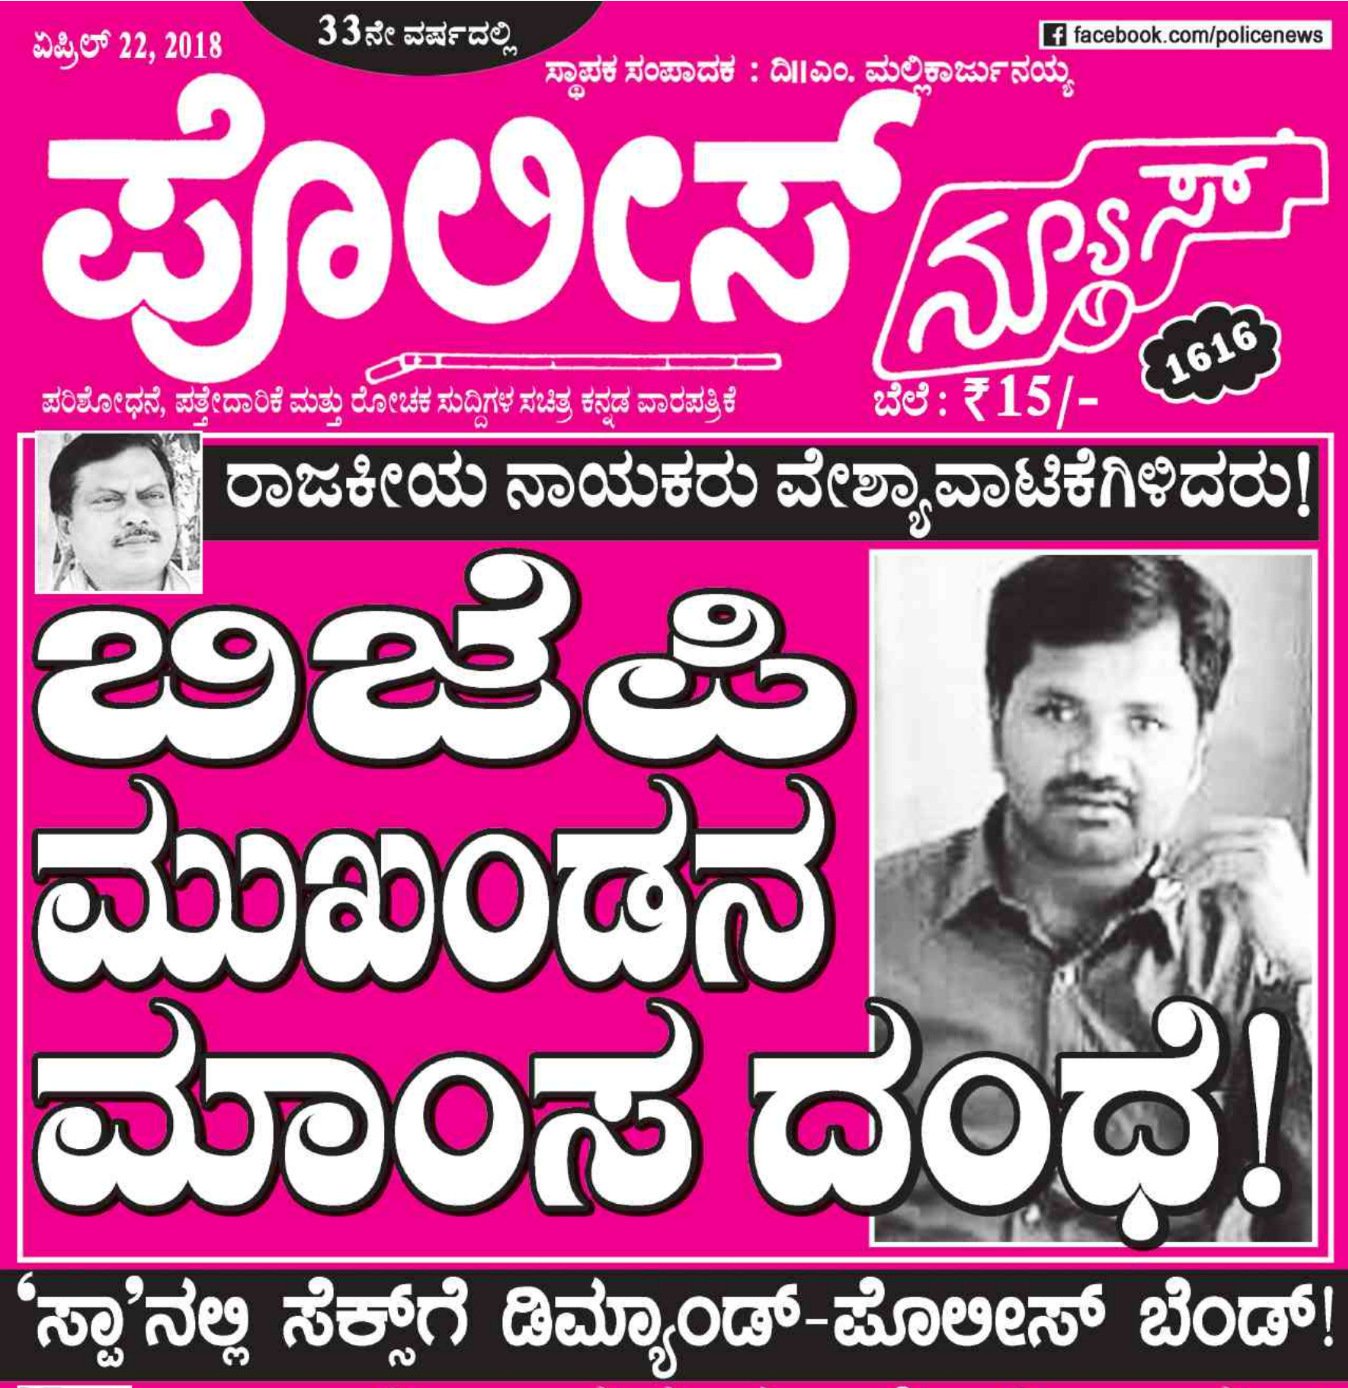 ಏಪ್ರಿಲ್ 22, 2018
33ನೇ ವರ್ಷದಲ್ಲಿ
facebook.com/policenews
ಸ್ಥಾಪಕ ಸಂಪಾದಕ : ದಿ||ಎಂ. ಮಲ್ಲಿಕಾರ್ಜುನಯ್ಯ
ಪೊಲೀಸ್ ನ್ಯೂಸ್
1616
ಪರಿಶೋಧನೆ, ಪತ್ತೇದಾರಿಕೆ ಮತ್ತು ರೋಚಕ ಸುದ್ದಿಗಳ ಸಚಿತ್ರ ಕನ್ನಡ ವಾರಪತ್ರಿಕೆ
ಬೆಲೆ : ₹15/-
ರಾಜಕೀಯ ನಾಯಕರು ವೇಶ್ಯಾವಾಟಿಕೆಗಿಳಿದರು!
ಬಿಜೆಪಿ
ಮುಖಂಡನ
ಮಾಂಸ ದಂಧೆ!
‘ಸ್ಪಾ’ನಲ್ಲಿ ಸೆಕ್ಸ್‌ಗೆ ಡಿಮ್ಯಾಂಡ್-ಪೊಲೀಸ್ ಬೆಂಡ್!